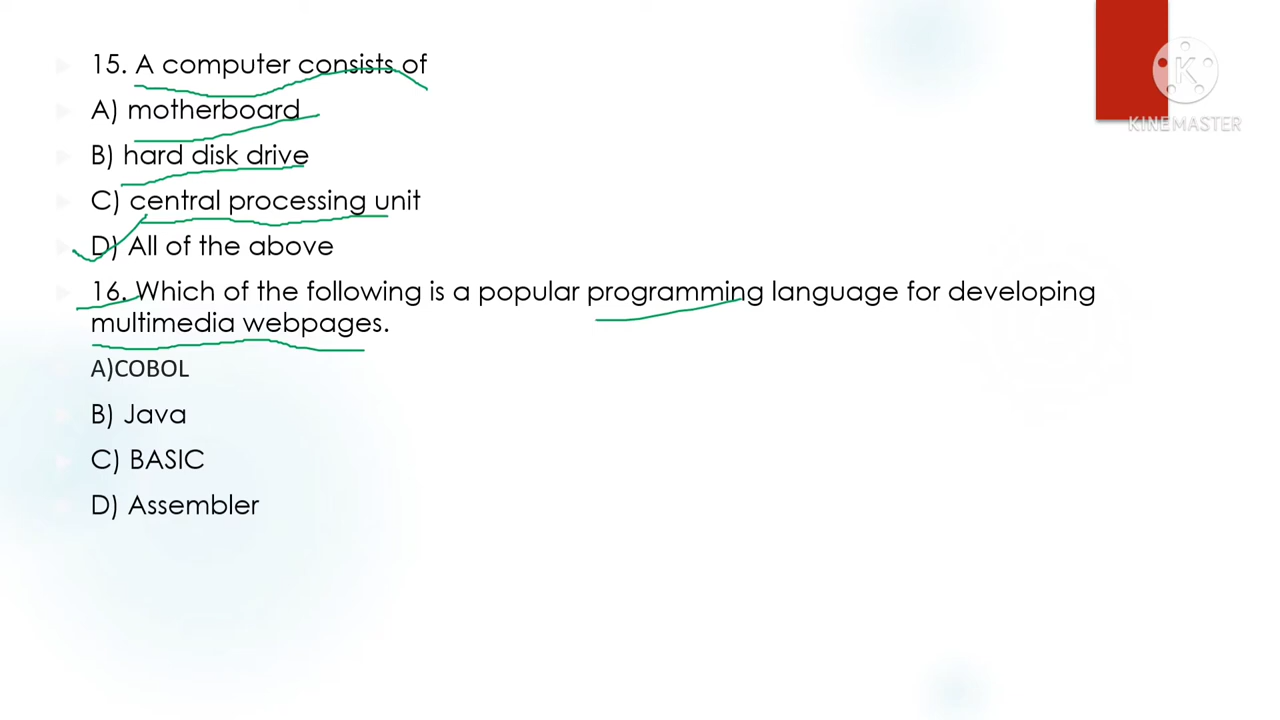 15. A computer consists of
A) motherboard
B) hard disk drive
C) central processing unit
D) All of the above
16. Which of the following is a popular programming language for developing
multimedia webpages.
A)COBOL
B) Java
C) BASIC
D) Assembler
K
KINEMASTER